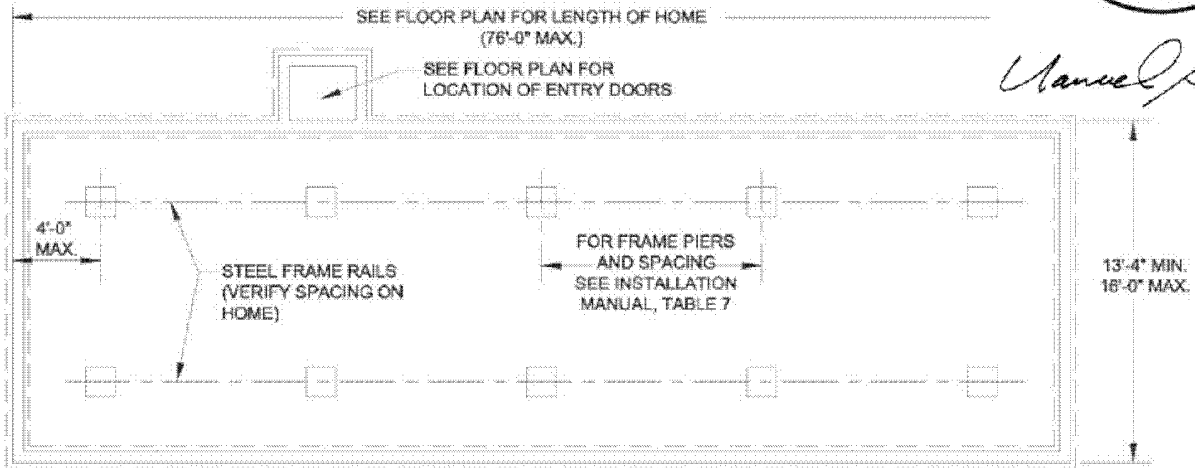 SEE FLOOR PLAN FOR LENGTH OF HOME
(76'-0" MAX.)
SEE FLOOR PLAN FOR
LOCATION OF ENTRY DOORS
4'-0"
MAX.
STEEL FRAME RAILS
(VERIFY SPACING ON
HOME)
FOR FRAME PIERS
AND SPACING
SEE INSTALLATION
MANUAL, TABLE 7
13'-4" MIN.
16'-0" MAX.